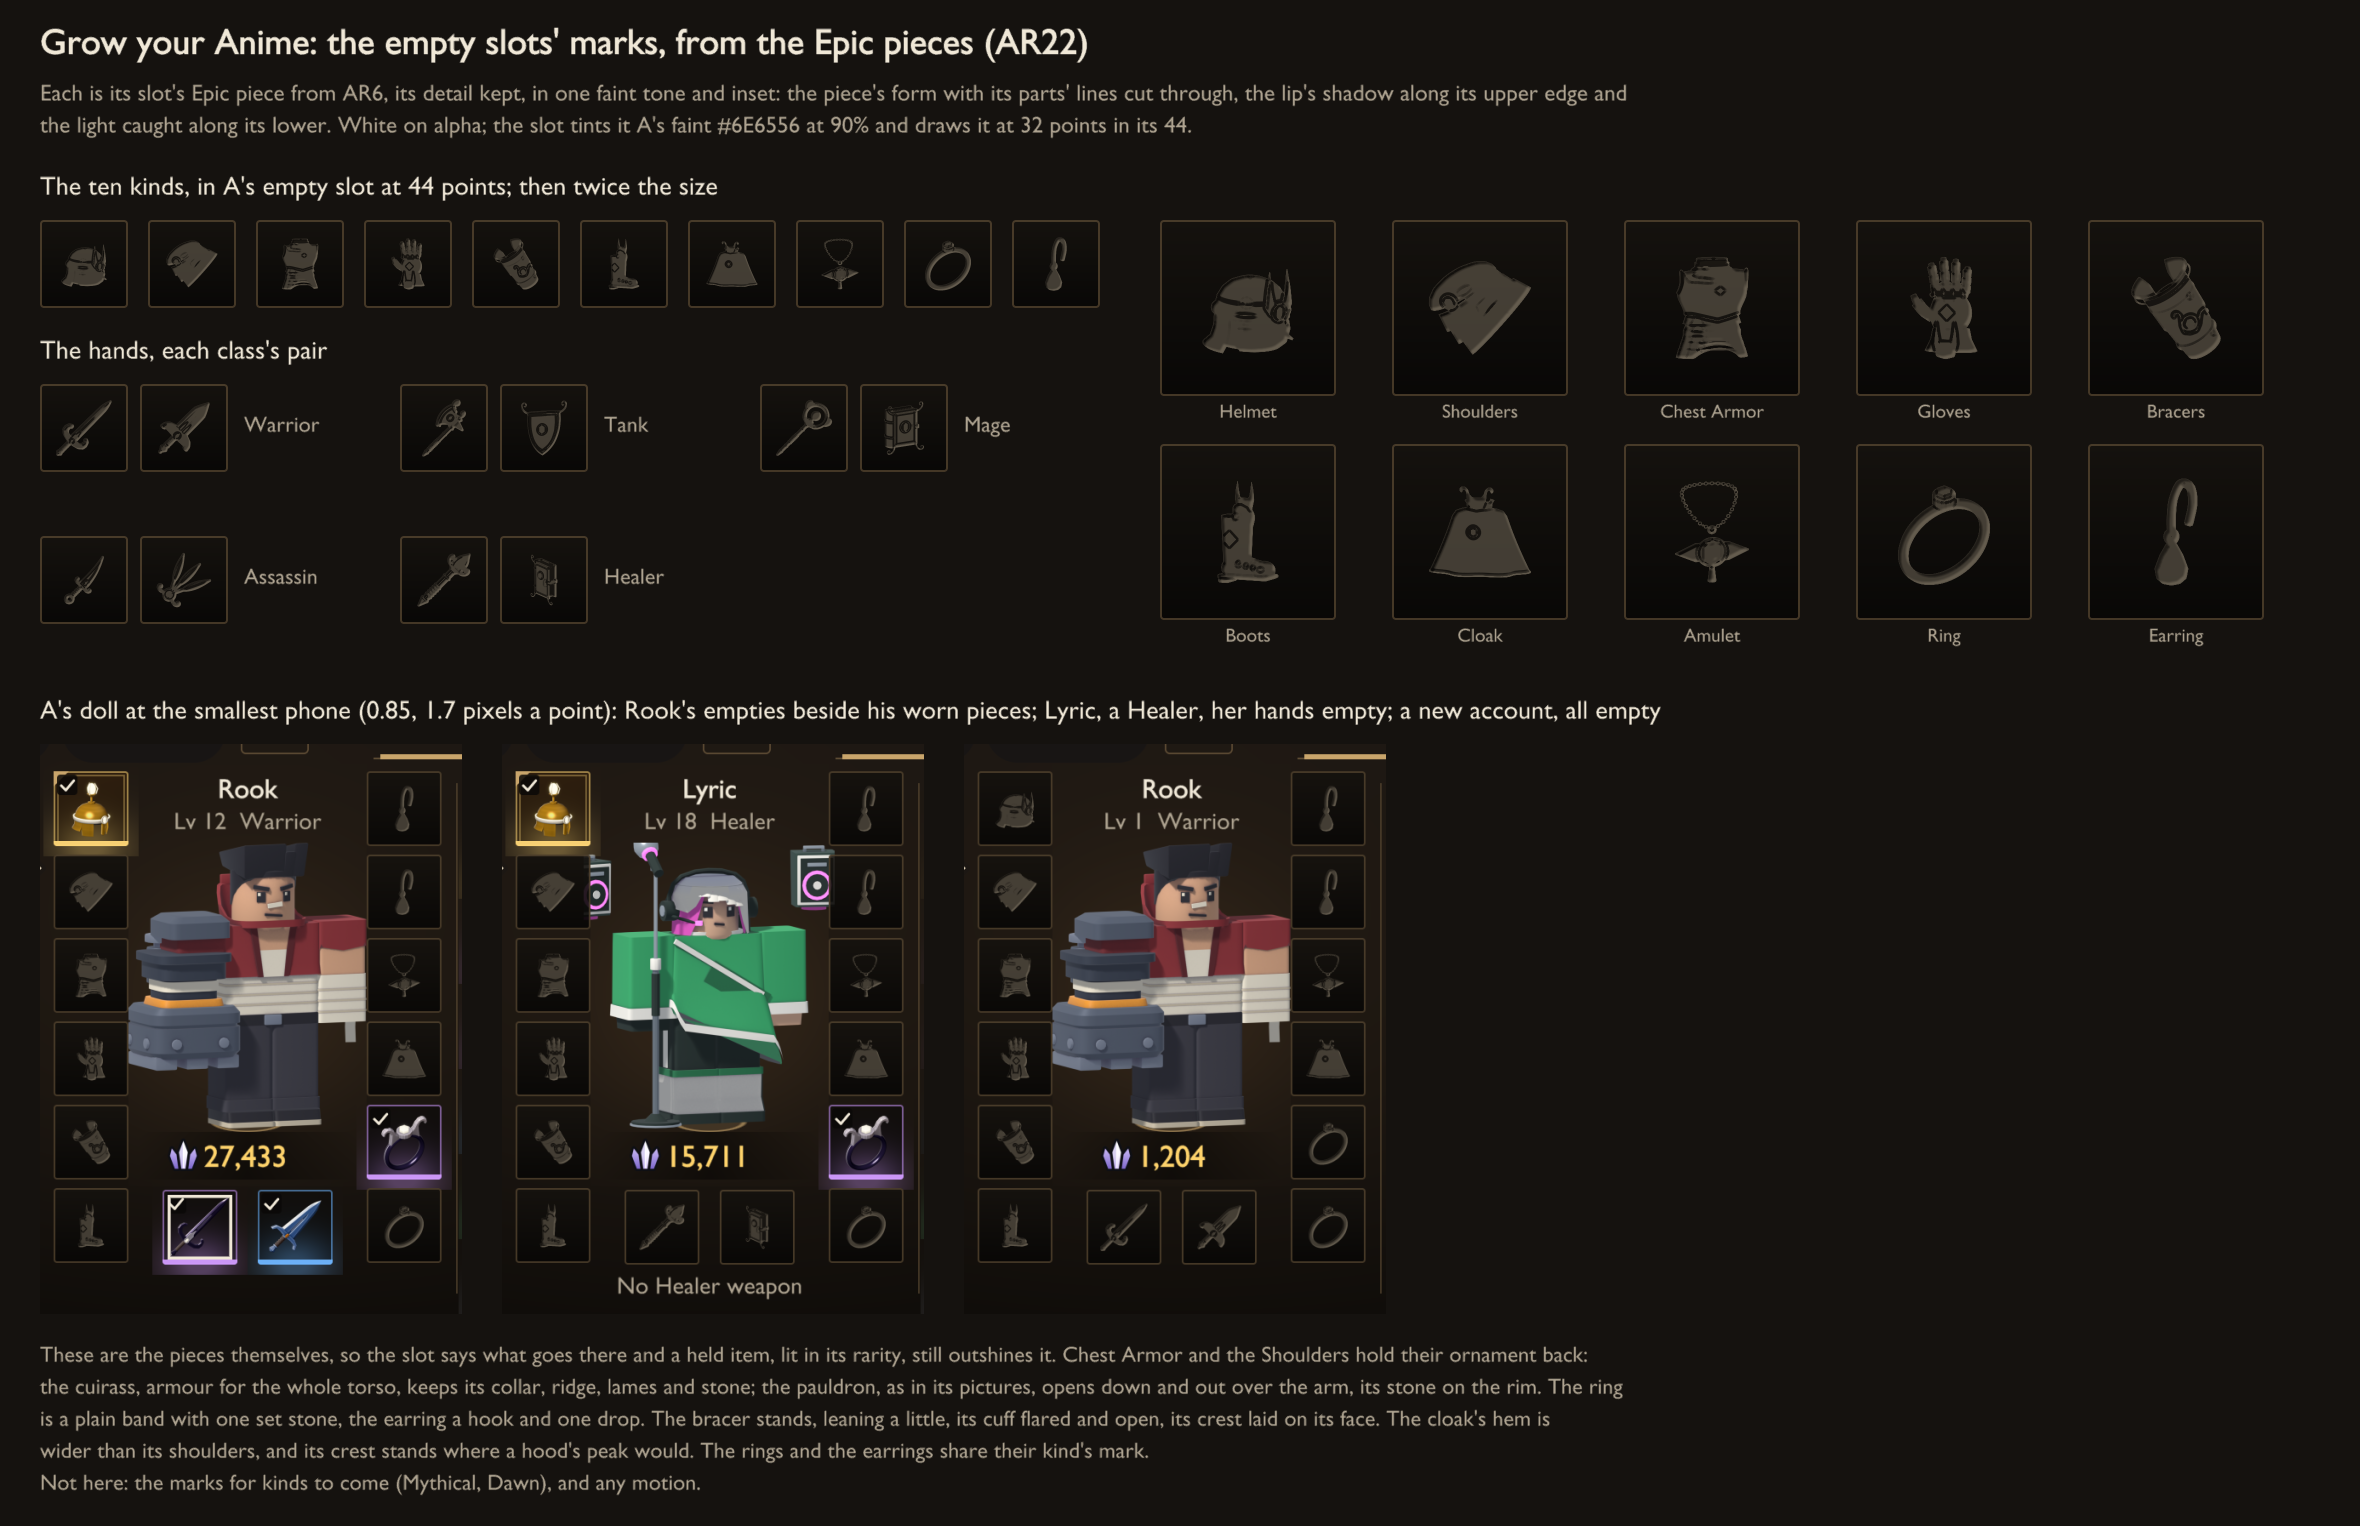 Grow your Anime: the empty slots' marks, from the Epic pieces (AR22)
Each is its slot's Epic piece from AR6, its detail kept, in one faint tone and inset: the piece's form with its parts' lines cut through, the lip's shadow along its upper edge and
the light caught along its lower. White on alpha; the slot tints it A's faint #6E6556 at 90% and draws it at 32 points in its 44.
The ten kinds, in A's empty slot at 44 points; then twice the size
The hands, each class's pair
Warrior
Tank
Mage
Assassin
Healer
Helmet
Shoulders
Chest Armor
Gloves
Bracers
Boots
Cloak
Amulet
Ring
Earring
A's doll at the smallest phone (0.85, 1.7 pixels a point): Rook's empties beside his worn pieces; Lyric, a Healer, her hands empty; a new account, all empty
Rook
Lv 12 Warrior
27,433
Lyric
Lv 18 Healer
15,711
No Healer weapon
Rook
Lv 1 Warrior
1,204
These are the pieces themselves, so the slot says what goes there and a held item, lit in its rarity, still outshines it. Chest Armor and the Shoulders hold their ornament back:
the cuirass, armour for the whole torso, keeps its collar, ridge, lames and stone; the pauldron, as in its pictures, opens down and out over the arm, its stone on the rim. The ring
is a plain band with one set stone, the earring a hook and one drop. The bracer stands, leaning a little, its cuff flared and open, its crest laid on its face. The cloak's hem is
wider than its shoulders, and its crest stands where a hood's peak would. The rings and the earrings share their kind's mark.
Not here: the marks for kinds to come (Mythical, Dawn), and any motion.